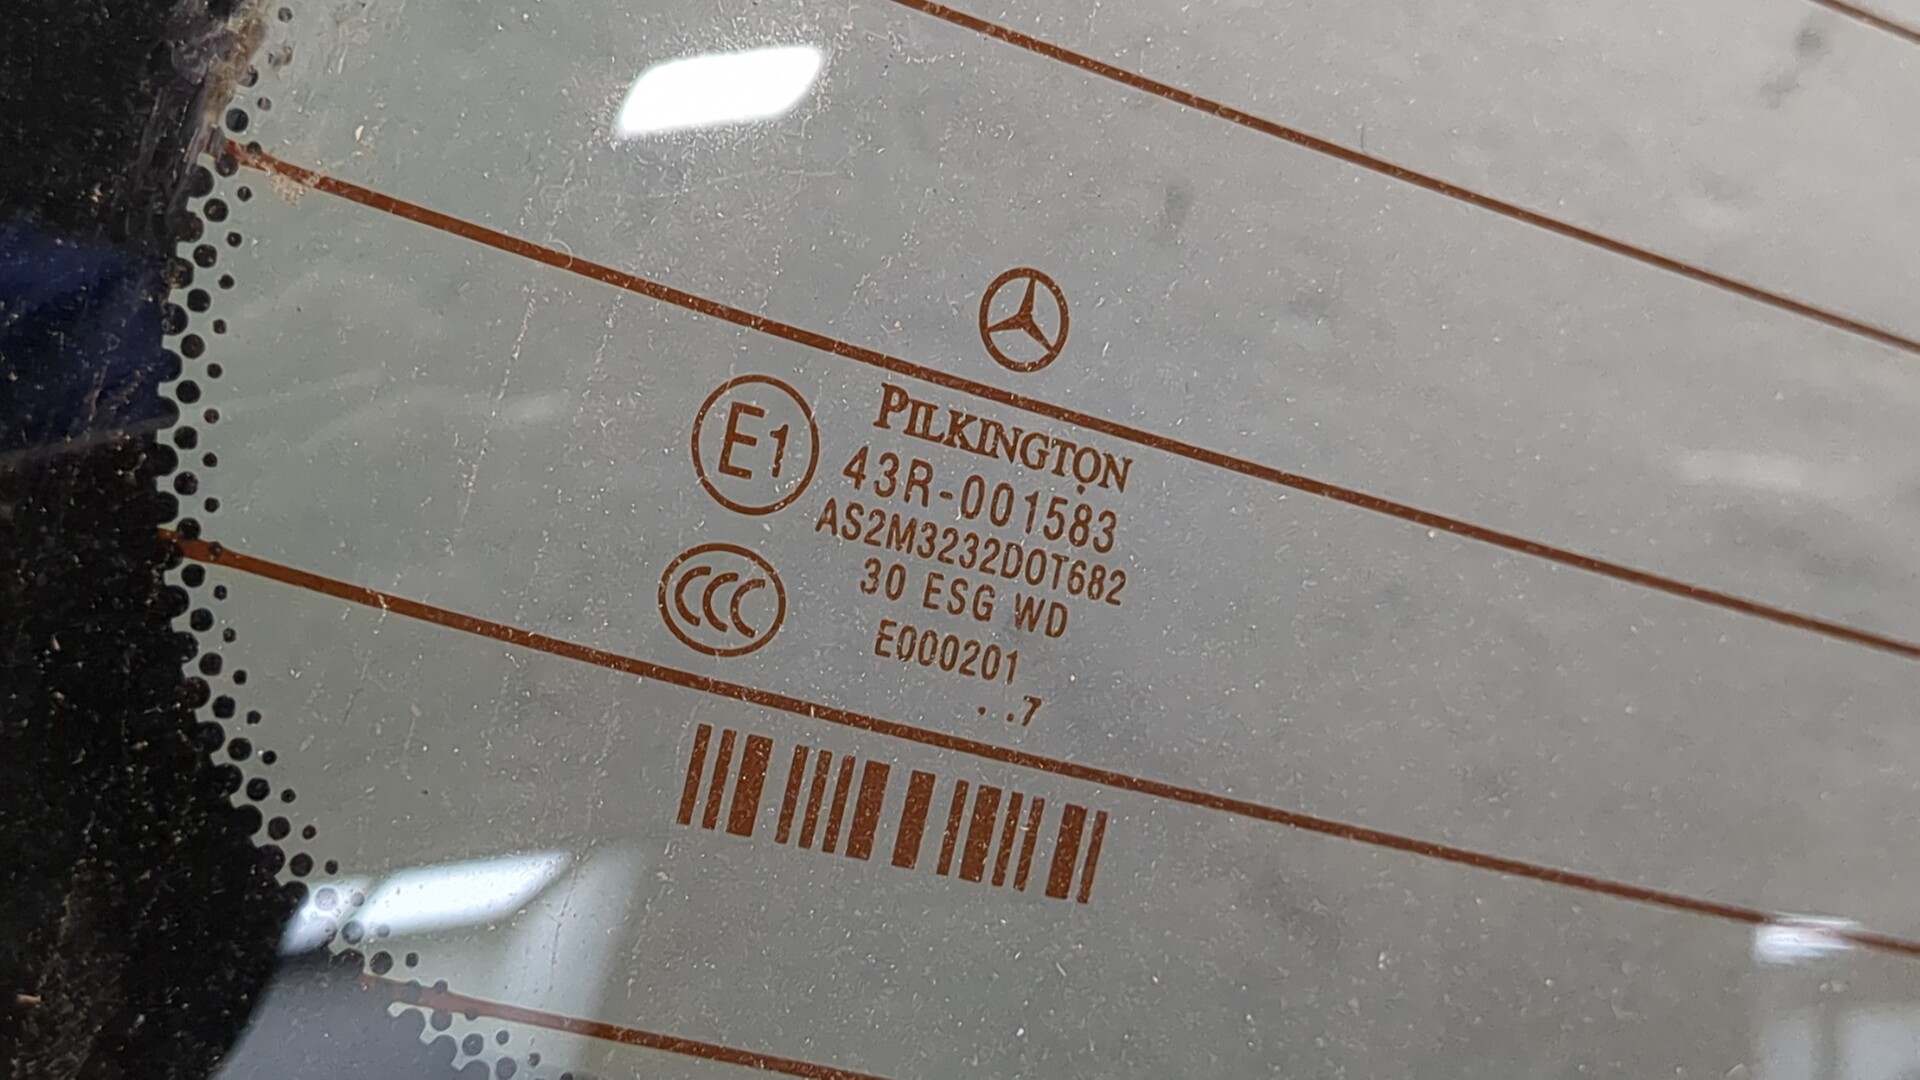 PILKINGTON
E1
43R-001583
AS2M3232DOT682
CCC
30 ESG WD
E000201
. .7